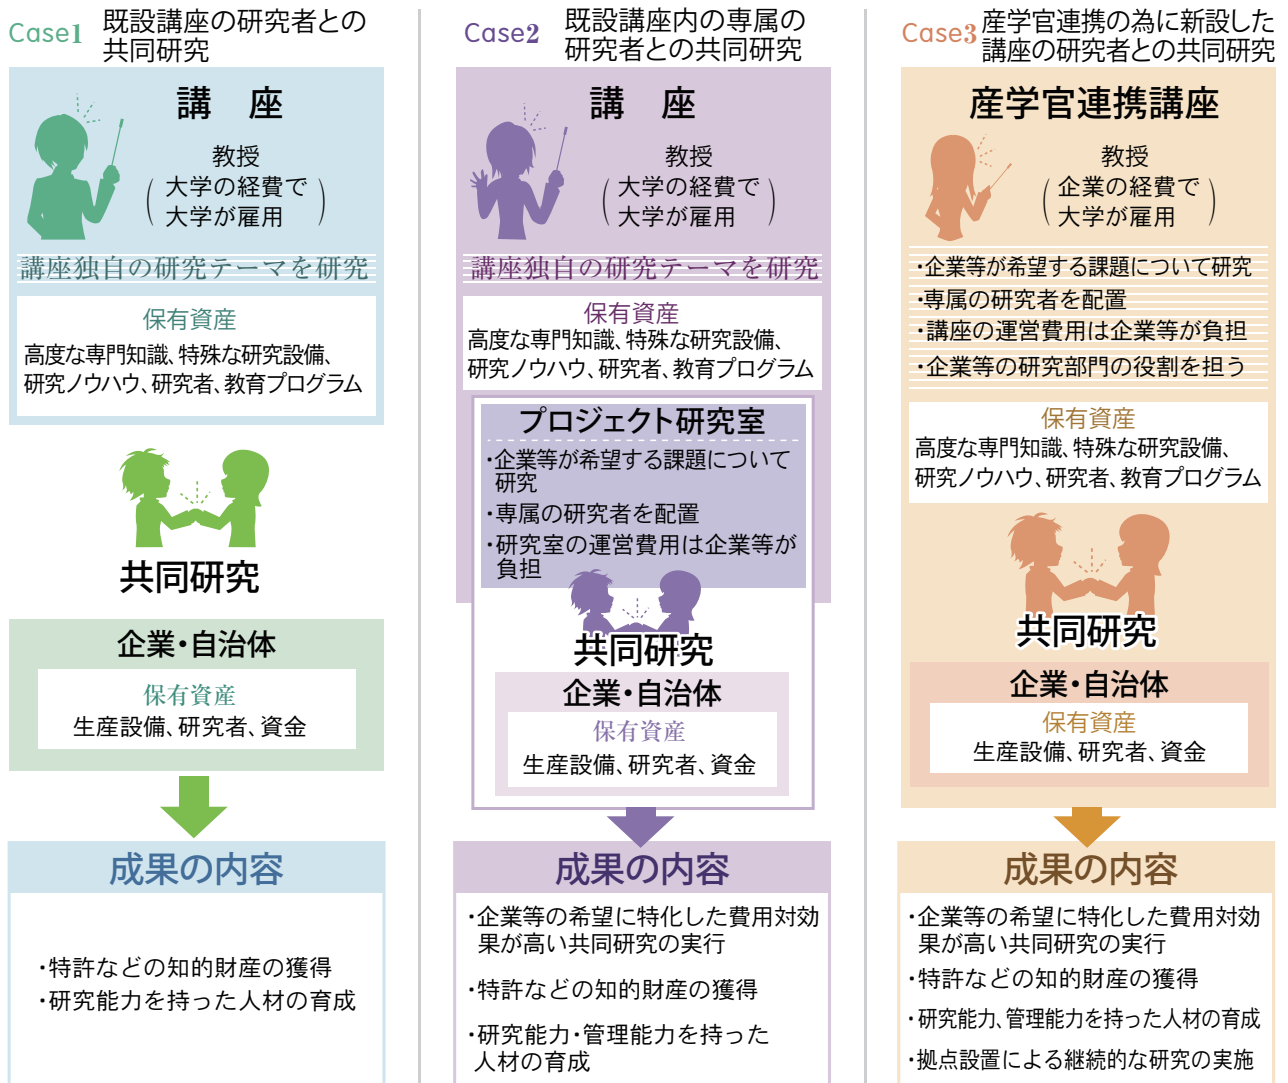 Case1 既設講座の研究者との
共同研究
講　座
教授
（大学の経費で
大学が雇用）
講座独自の研究テーマを研究
保有資産
高度な専門知識、特殊な研究設備、
研究ノウハウ、研究者、教育プログラム
共同研究
企業・自治体
保有資産
生産設備、研究者、資金
成果の内容
・特許などの知的財産の獲得
・研究能力を持った人材の育成
Case2 既設講座内の専属の
研究者との共同研究
講　座
教授
（大学の経費で
大学が雇用）
講座独自の研究テーマを研究
保有資産
高度な専門知識、特殊な研究設備、
研究ノウハウ、研究者、教育プログラム
プロジェクト研究室
・企業等が希望する課題について
研究
・専属の研究者を配置
・研究室の運営費用は企業等が
負担
共同研究
企業・自治体
保有資産
生産設備、研究者、資金
成果の内容
・企業等の希望に特化した費用対効
果が高い共同研究の実行
・特許などの知的財産の獲得
・研究能力・管理能力を持った
人材の育成
Case3 産学官連携の為に新設した
講座の研究者との共同研究
産学官連携講座
教授
（企業の経費で
大学が雇用）
・企業等が希望する課題について研究
・専属の研究者を配置
・講座の運営費用は企業等が負担
・企業等の研究部門の役割を担う
保有資産
高度な専門知識、特殊な研究設備、
研究ノウハウ、研究者、教育プログラム
共同研究
企業・自治体
保有資産
生産設備、研究者、資金
成果の内容
・企業等の希望に特化した費用対効
果が高い共同研究の実行
・特許などの知的財産の獲得
・研究能力、管理能力を持った人材の育成
・拠点設置による継続的な研究の実施